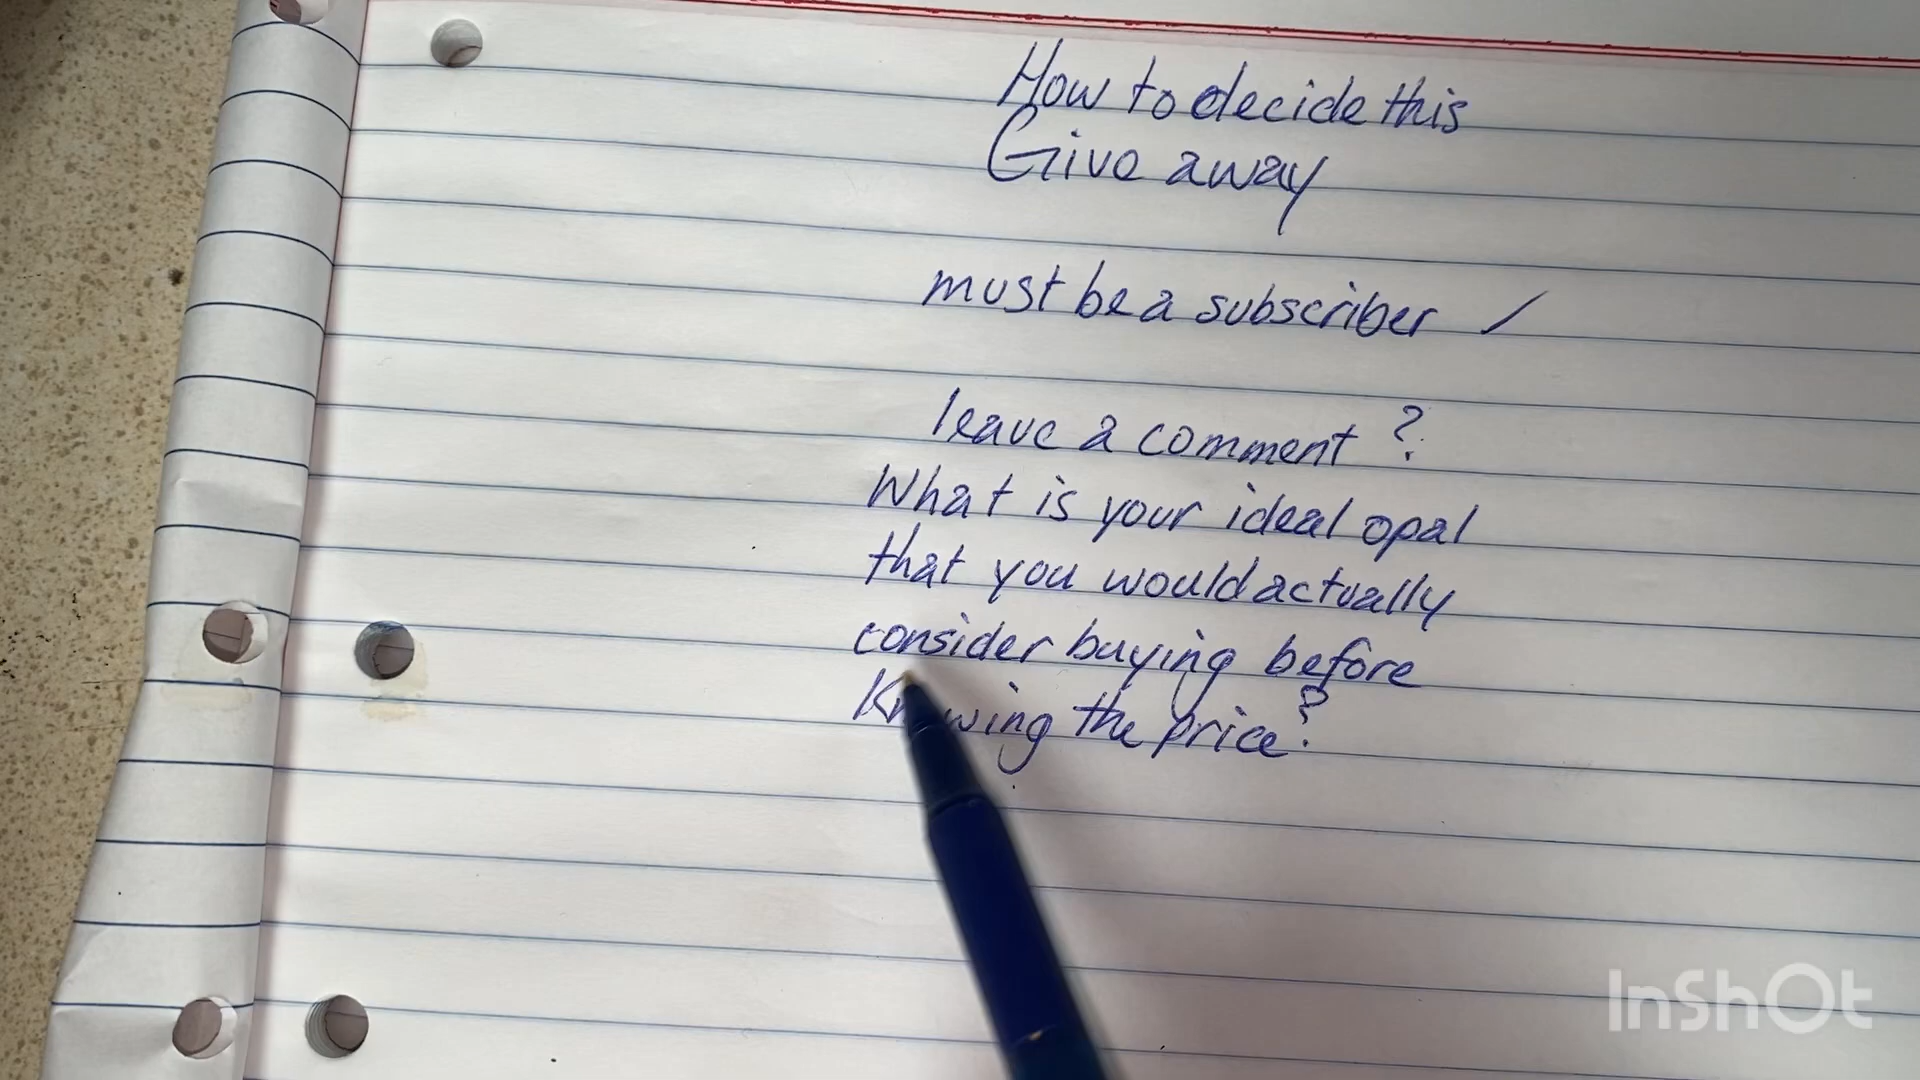 How to decide this
Give away
must be a subscriber ✓
leave a comment ?
What is your ideal opal
that you would actually
consider buying before
Knowing the price?
InShOt